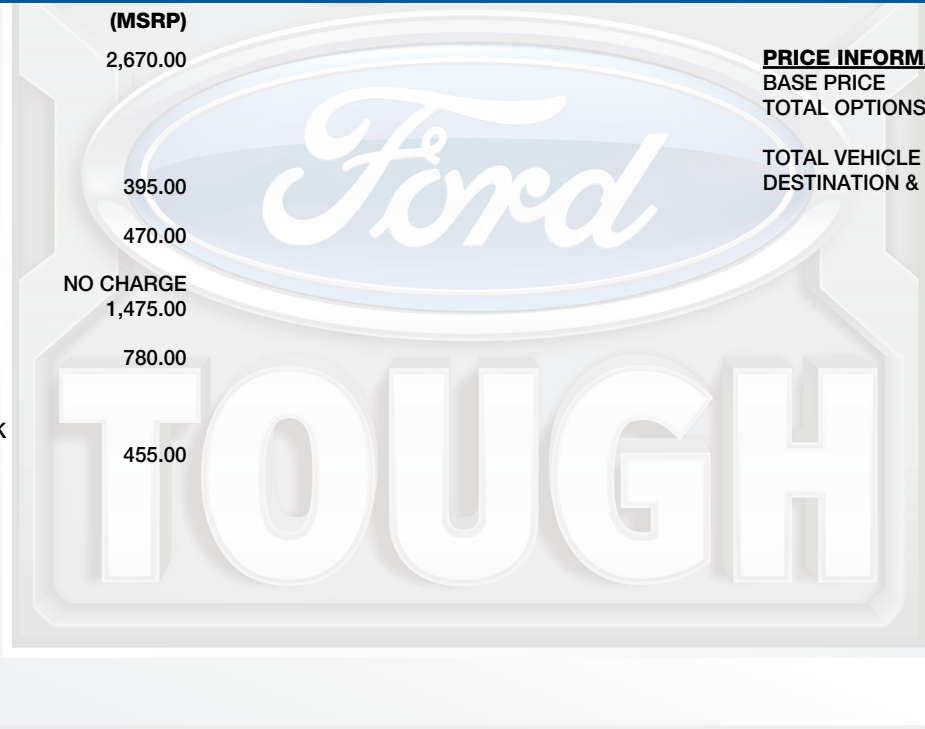 (MSRP)
2,670.00
395.00
470.00
NO CHARGE
1,475.00
780.00
K
455.00
PRICE INFORM
BASE PRICE
TOTAL OPTIONS
TOTAL VEHICLE
DESTINATION &
Ford
TOUGH